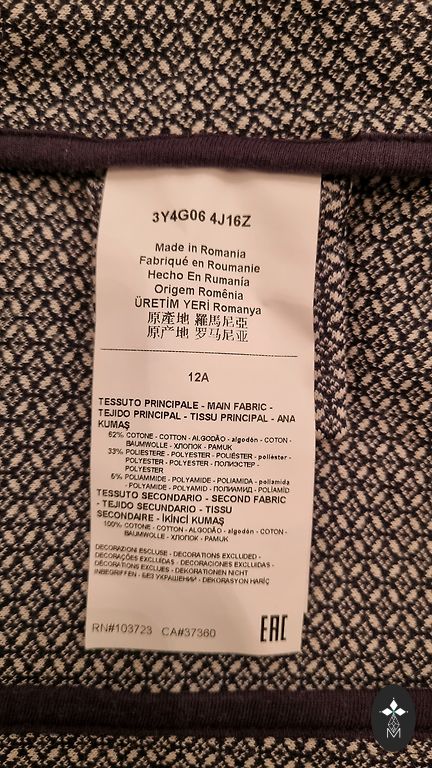 3Y4G06 4J16Z
Made in Romania
Fabriqué en Roumanie
Hecho En Rumanía
Origem Romênia
ÜRETİM YERİ Romanya
原產地 羅馬尼亞
原产地 罗马尼亚
12A
TESSUTO PRINCIPALE - MAIN FABRIC -
TEJIDO PRINCIPAL - TISSU PRINCIPAL - ANA
KUMAŞ
62% COTONE - COTTON - ALGODÃO - algodón - COTON -
BAUMWOLLE - ХЛОПОК - PAMUK
33% POLIESTERE - POLYESTER - POLIÉSTER - poliéster -
POLYESTER - POLYESTER - ПОЛИЭСТЕР -
POLYESTER
5% POLIAMMIDE - POLYAMIDE - POLIAMIDA - poliamida
- POLYAMIDE - POLYAMID - ПОЛИАМИД - POLİAMİD
TESSUTO SECONDARIO - SECOND FABRIC
- TEJIDO SECUNDARIO - TISSU
SECONDAIRE - İKİNCİ KUMAŞ
100% COTONE - COTTON - ALGODÃO - algodón - COTON -
BAUMWOLLE - ХЛОПОК - PAMUK
DECORAZIONI ESCLUSE - DECORATIONS EXCLUDED -
DECORAÇÕES EXCLUÍDAS - DECORACIONES EXCLUIDAS -
DÉCORATIONS EXCLUES - DEKORATIONEN NICHT
INBEGRIFFEN - БЕЗ УКРАШЕНИЙ - DEKORASYON HARİÇ
RN#103723 CA#37360
EAC
M